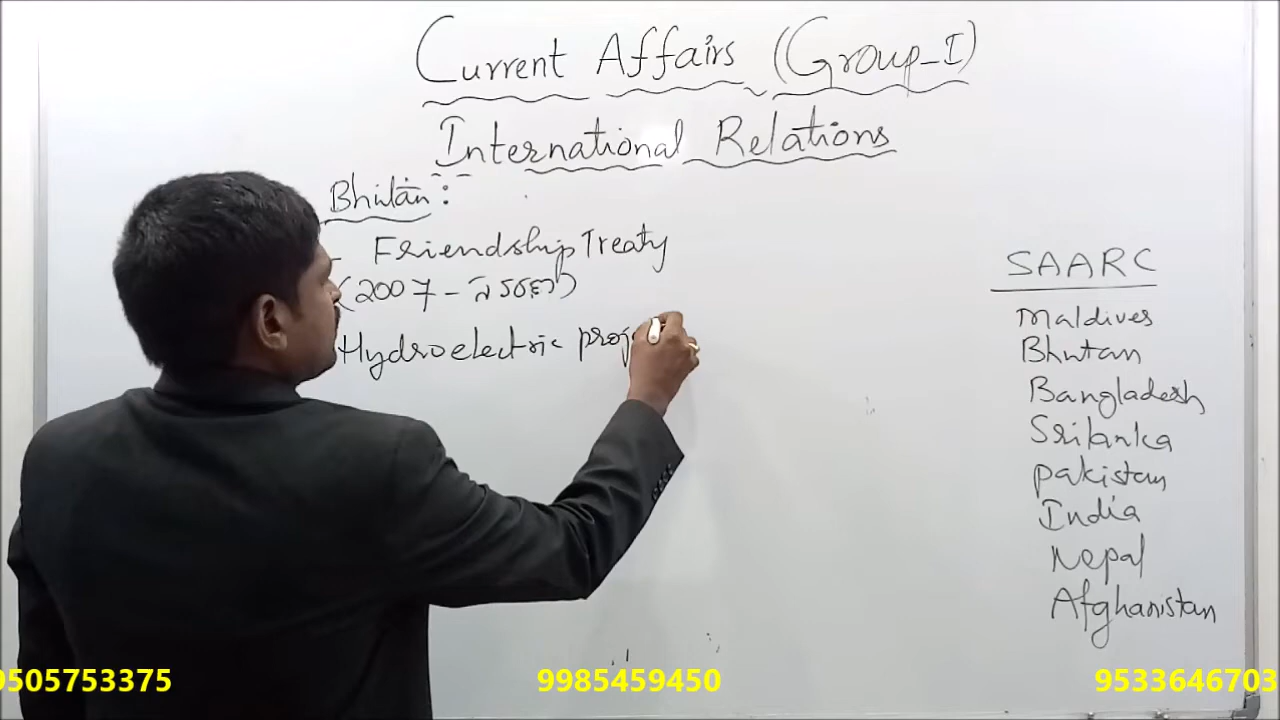 Current Affairs (Group-I)
International Relations
Bhutan :
- Friendship Treaty
(2007 -
Hydroelectric proj
SAARC
Maldives
Bhutan
Bangladesh
Srilanka
Pakistan
India
Nepal
Afghanistan
9505753375
9985459450
9533646703